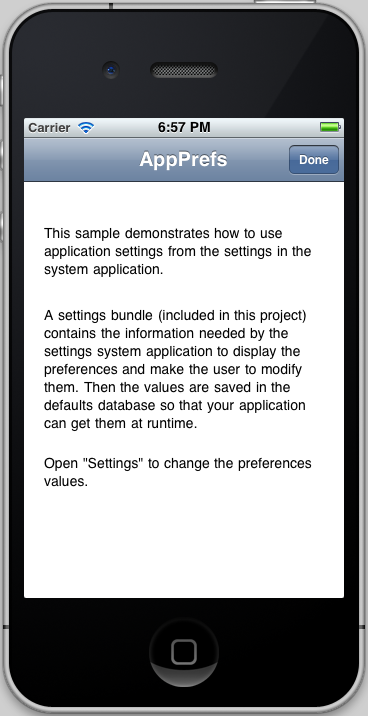 Carrier 6:57 PM
AppPrefs Done
This sample demonstrates how to use
application settings from the settings in the
system application.
A settings bundle (included in this project)
contains the information needed by the
settings system application to display the
preferences and make the user to modify
them. Then the values are saved in the
defaults database so that your application
can get them at runtime.
Open "Settings" to change the preferences
values.